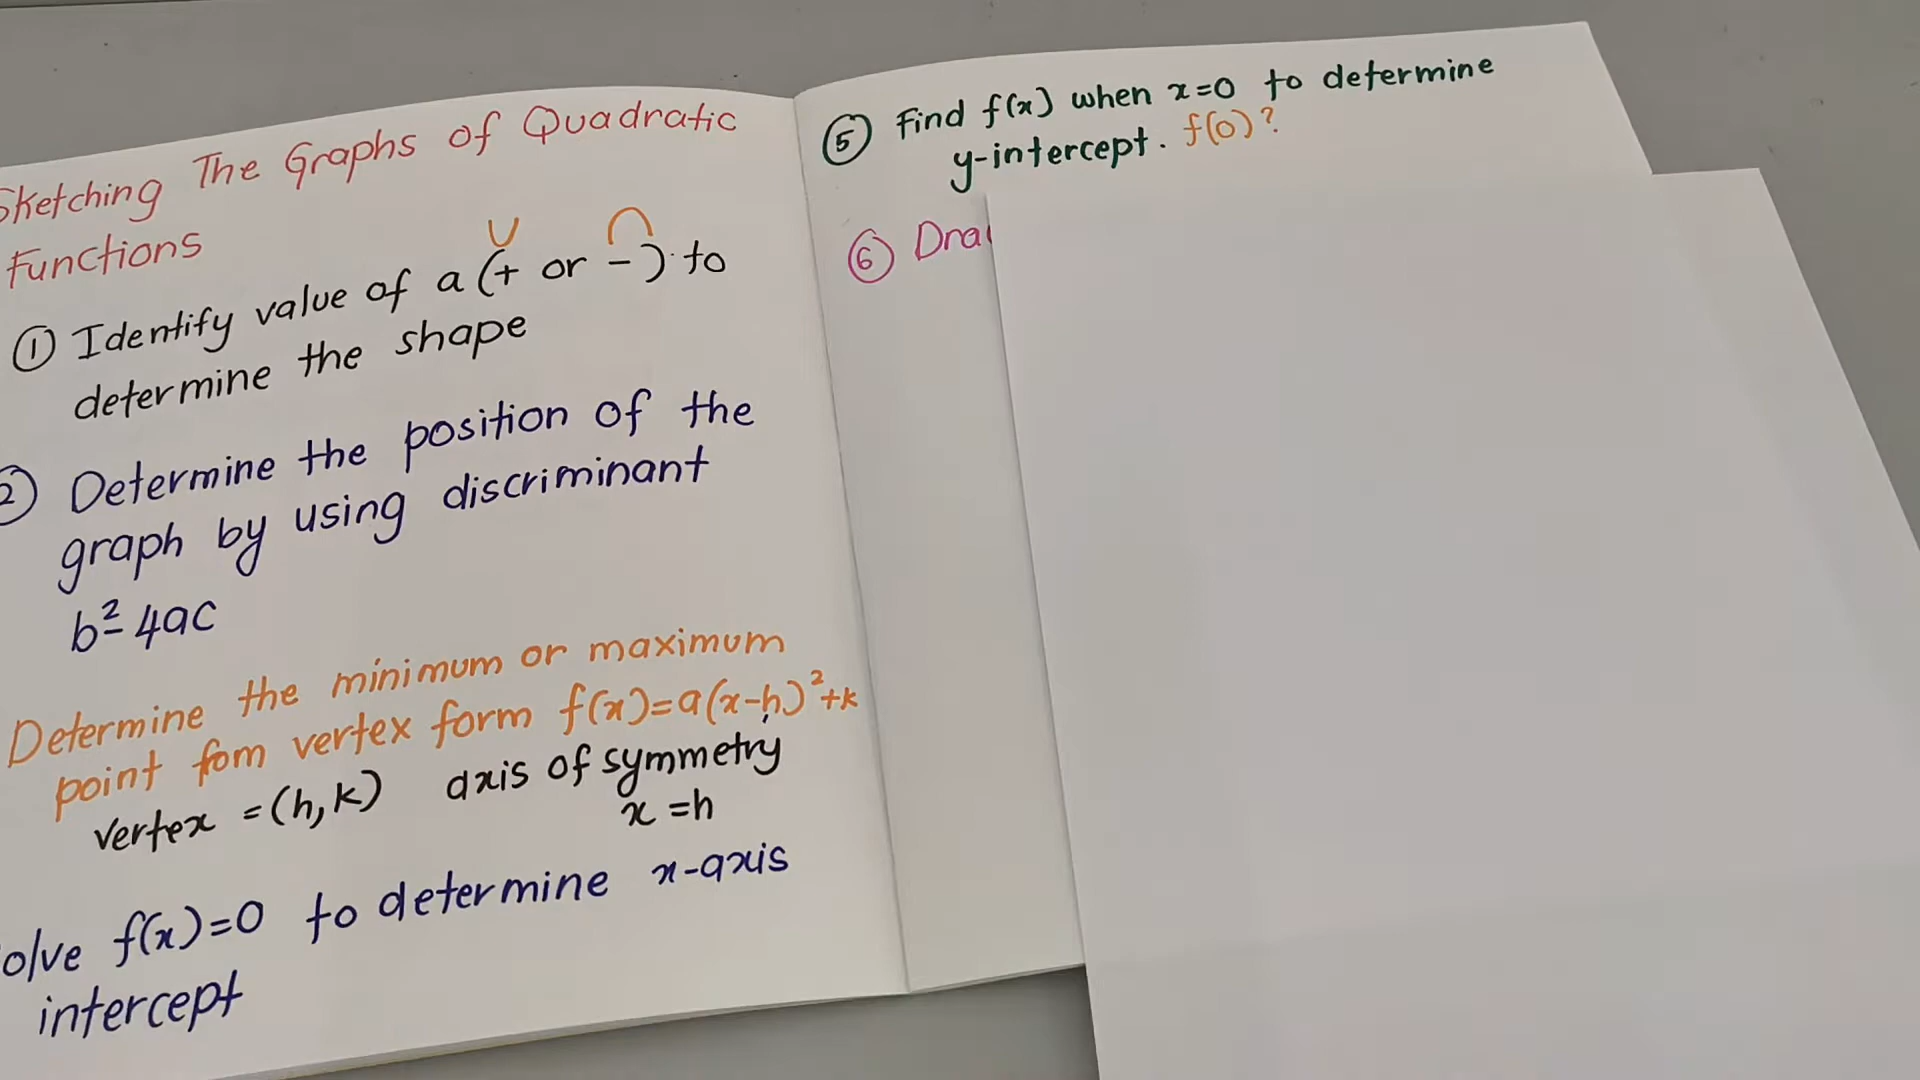 Sketching The Graphs of Quadratic
Functions
① Identify value of a (+ or -) to
determine the shape
② Determine the position of the
graph by using discriminant
b²-4ac
Determine the minimum or maximum
point fom vertex form f(x)=a(x-h)²+k
vertex =(h,k) axis of symmetry
x =h
olve f(x)=0 to determine x-axis
intercept
⑤ Find f(x) when x=0 to determine
y-intercept. f(0)?
⑥ Dra